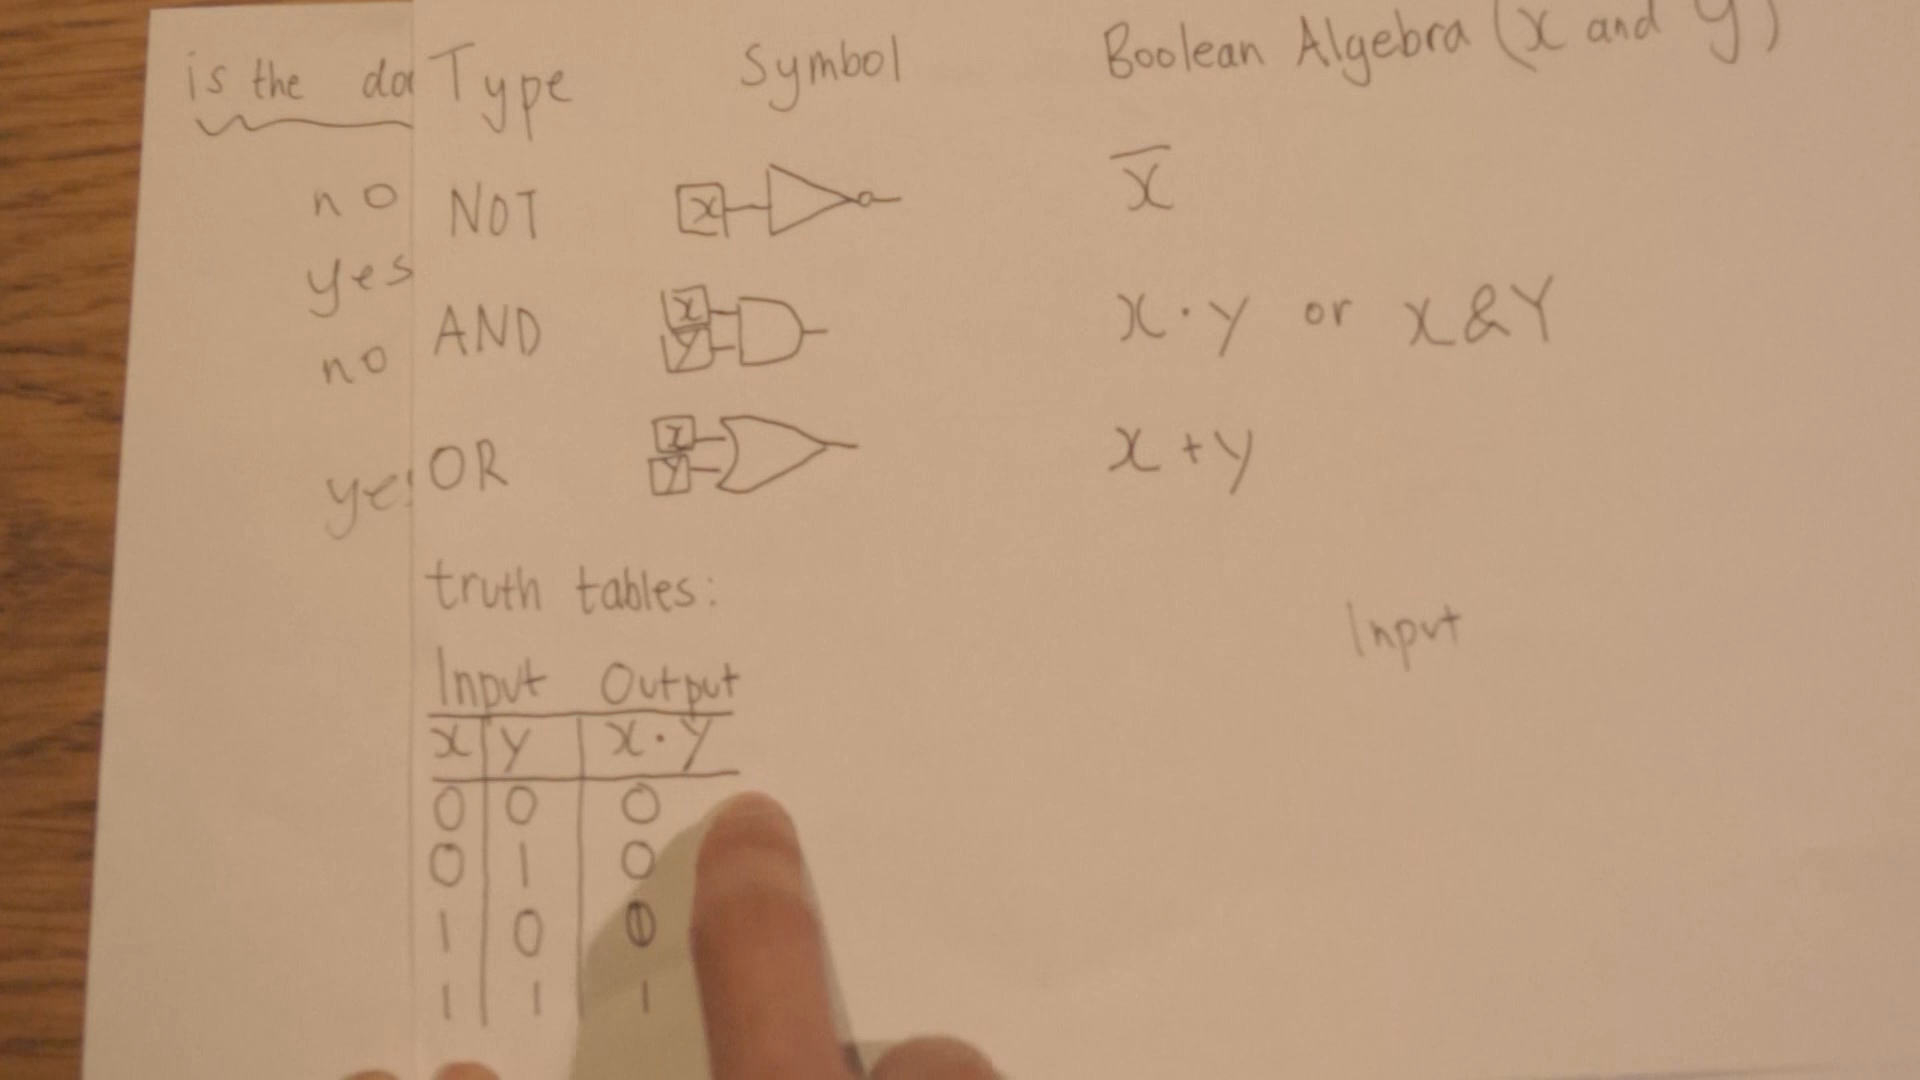 is the
Type Symbol Boolean Algebra (x and y)
no NOT x x̅
yes
AND x y x·y or x&Y
no
OR x y x+y
truth tables:
Input
Input Output
x y x·y
0 0 0
0 1 0
1 0 0
1 1 1